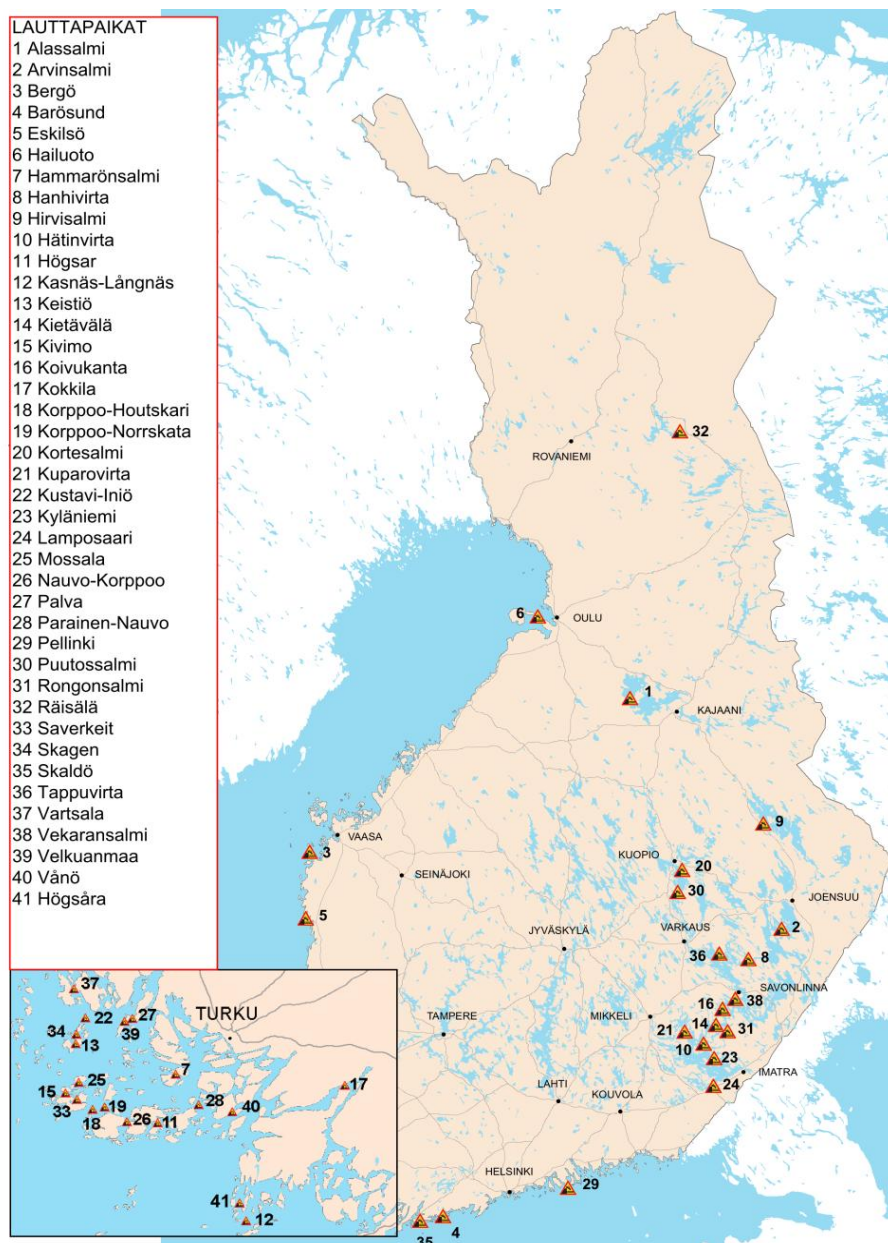 LAUTTAPAIKAT
1 Alassalmi
2 Arvinsalmi
3 Bergö
4 Barösund
5 Eskilsö
6 Hailuoto
7 Hammarönsalmi
8 Hanhivirta
9 Hirvisalmi
10 Hätinvirta
11 Högsar
12 Kasnäs-Långnäs
13 Keistiö
14 Kietävälä
15 Kivimo
16 Koivukanta
17 Kokkila
18 Korppoo-Houtskari
19 Korppoo-Norrskata
20 Kortesalmi
21 Kuparovirta
22 Kustavi-Iniö
23 Kyläniemi
24 Lamposaari
25 Mossala
26 Nauvo-Korppoo
27 Palva
28 Parainen-Nauvo
29 Pellinki
30 Puutossalmi
31 Rongonsalmi
32 Räisälä
33 Saverkeit
34 Skagen
35 Skaldö
36 Tappuvirta
37 Vartsala
38 Vekaransalmi
39 Velkuanmaa
40 Vånö
41 Högsåra
32
ROVANIEMI
6
OULU
1
KAJAANI
9
VAASA
3
KUOPIO
20
SEINÄJOKI
30
JOENSUU
5
2
VARKAUS
JYVÄSKYLÄ
36
8
SAVONLINNA
38
16
TAMPERE
MIKKELI
14
21
31
10
23
IMATRA
24
LAHTI
KOUVOLA
HELSINKI
29
4
35
37
TURKU
22
27
39
34
13
7
25
17
15
33
28
19
40
18
26
11
41
12